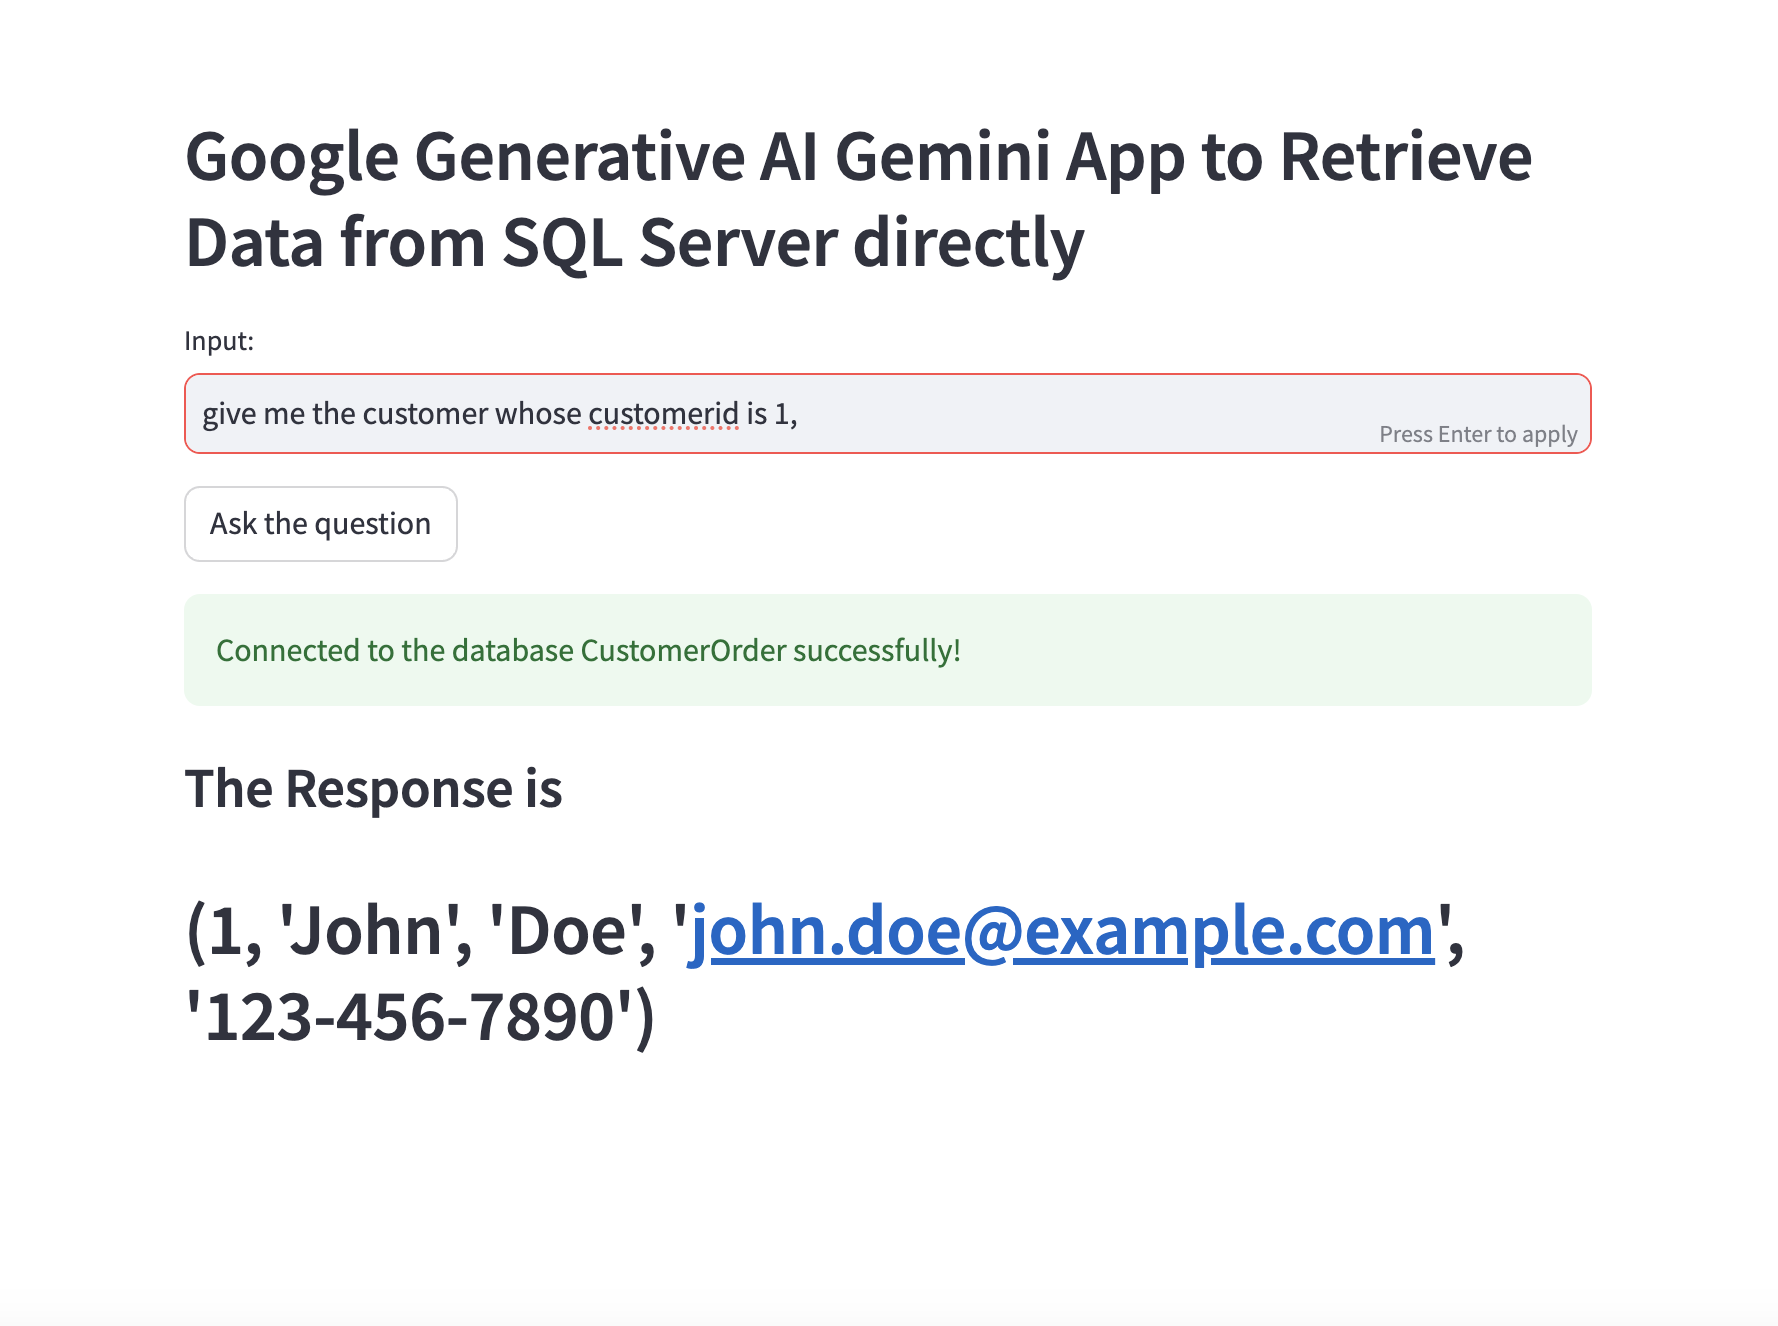 Google Generative AI Gemini App to Retrieve
Data from SQL Server directly
Input:
give me the customer whose customerid is 1,
Press Enter to apply
Ask the question
Connected to the database CustomerOrder successfully!
The Response is
(1, 'John', 'Doe', 'john.doe@example.com',
'123-456-7890')